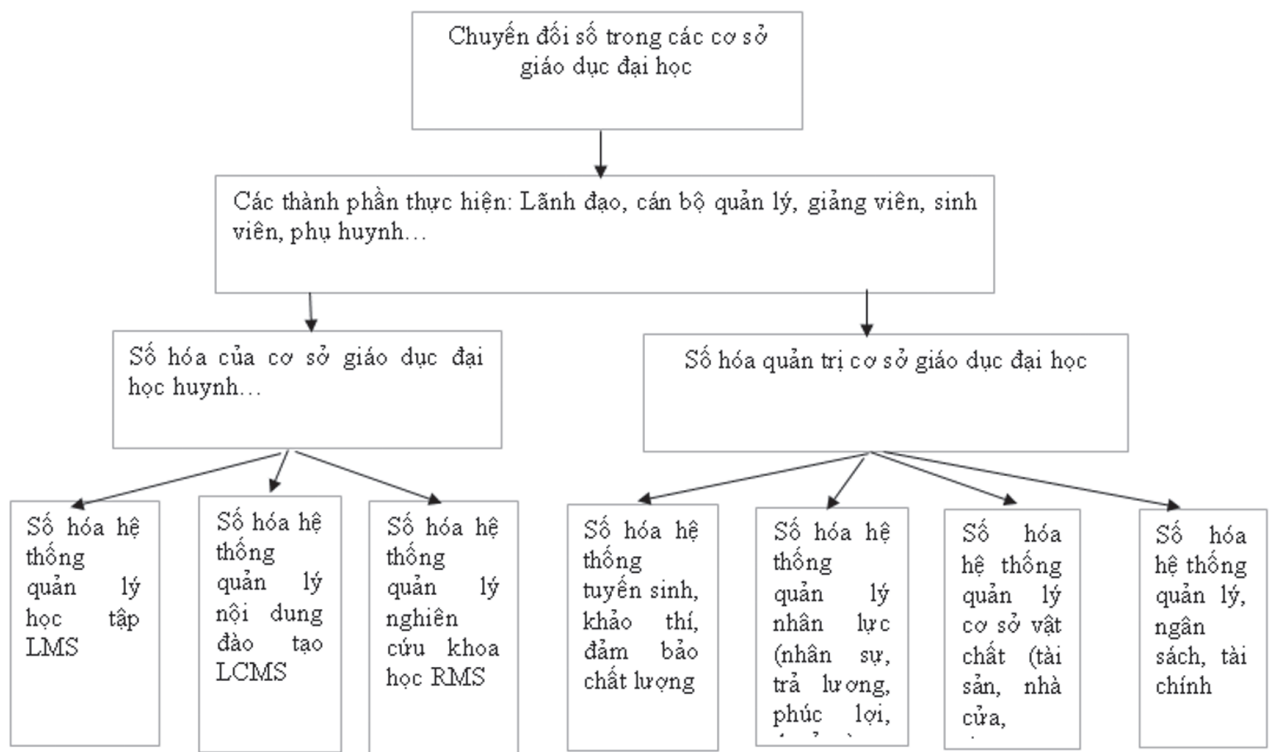 Chuyến đối số trong các cơ sở
giáo dục đại học
Các thành phần thực hiện: Lãnh đạo, cán bộ quản lý, giảng viên, sinh
viên, phụ huynh…
Số hóa của cơ sở giáo dục đại
học huynh…
Số hóa quản trị cơ sở giáo dục đại học
Số hóa hệ
thống
quản lý
học tập
LMS
Số hóa hệ
thống
quản lý
nội dung
đào tạo
LCMS
Số hóa hệ
thống
quản lý
nghiên
cứu khoa
học RMS
Số hóa hệ
thống
tuyến sinh,
khảo thí,
đảm bảo
chất lượng
Số hóa hệ
thống
quản lý
nhân lực
(nhân sự,
trả lương,
phúc lợi,
Số hóa
hệ thống
quản lý
cơ sở vật
chất (tài
sản, nhà
cửa,
Số hóa
hệ thống
quản lý,
ngân
sách, tài
chính